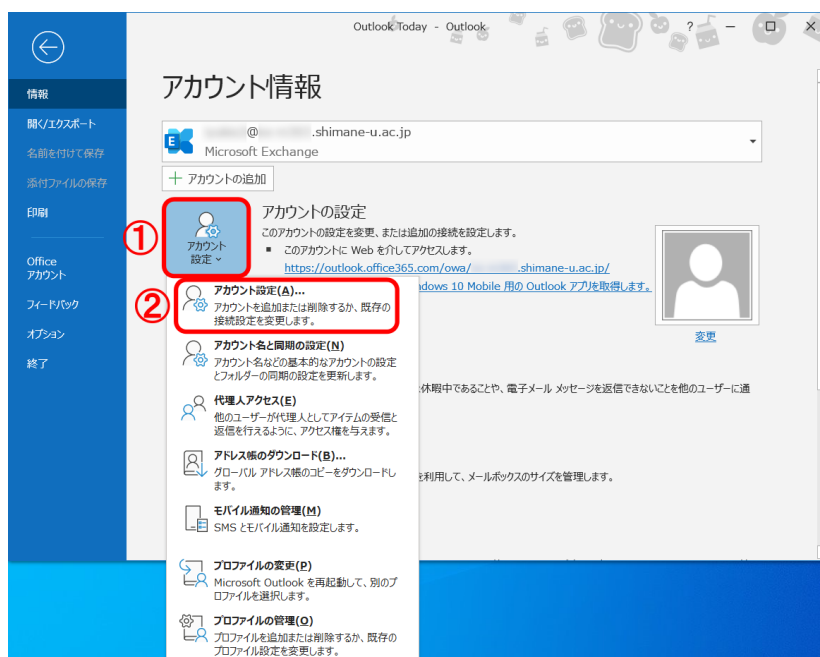 Outlook Today - Outlook
?
アカウント情報
情報
開く/エクスポート
名前を付けて保存
添付ファイルの保存
印刷
Office
アカウント
フィードバック
オプション
終了
@ .shimane-u.ac.jp
Microsoft Exchange
アカウントの追加
①
アカウント
設定
アカウントの設定
このアカウントの設定を変更、または追加の接続を設定します。
このアカウントに Web を介してアクセスします。
https://outlook.office365.com/owa/ .shimane-u.ac.jp/
ndows 10 Mobile 用の Outlook アプリを取得します。
変更
②
アカウント設定(A)...
アカウントを追加または削除するか、既存の
接続設定を変更します。
アカウント名と同期の設定(N)
アカウント名などの基本的なアカウントの設定
とフォルダーの同期の設定を更新します。
代理人アクセス(E)
他のユーザーが代理人としてアイテムの受信と
返信を行えるように、アクセス権を与えます。
アドレス帳のダウンロード(B)...
グローバル アドレス帳のコピーをダウンロードし
ます。
モバイル通知の管理(M)
SMS とモバイル通知を設定します。
プロファイルの変更(P)
Microsoft Outlook を再起動して、別のプ
ロファイルを選択します。
プロファイルの管理(O)
プロファイルを追加または削除するか、既存の
プロファイル設定を変更します。
休暇中であることや、電子メール メッセージを返信できないことを他のユーザーに通
を利用して、メールボックスのサイズを管理します。